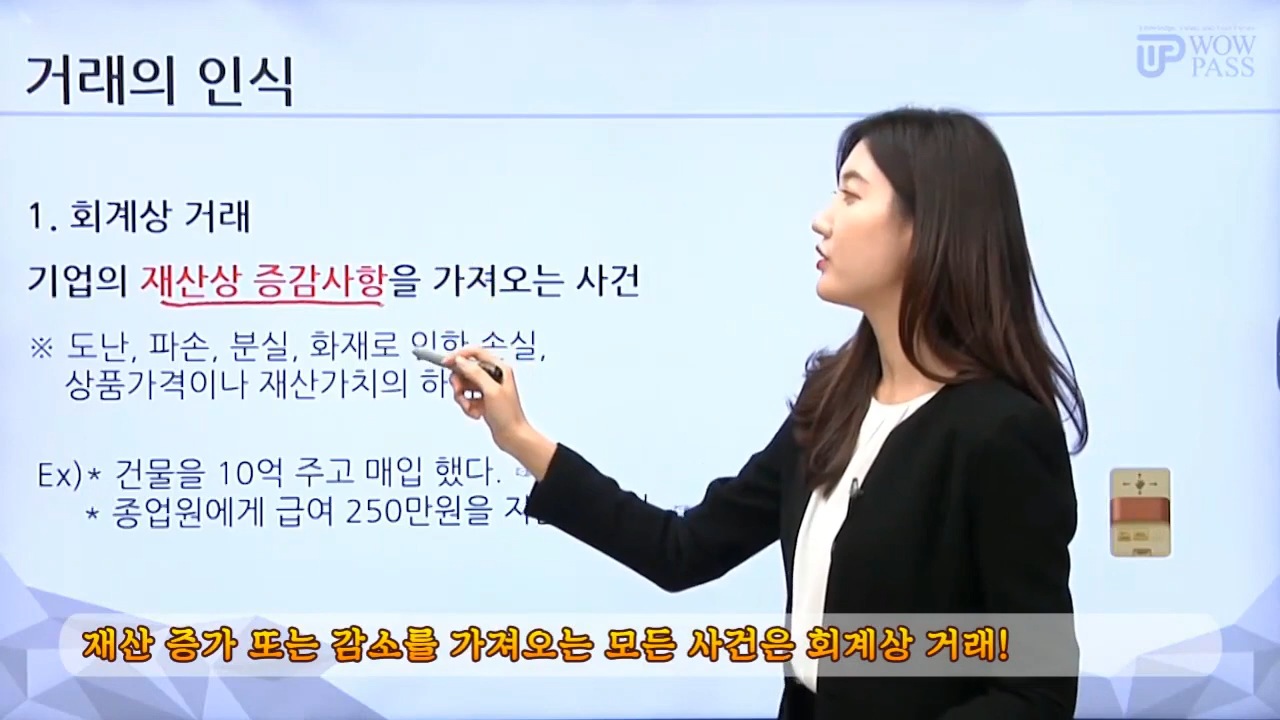 거래의 인식
WOW
UP PASS
1. 회계상 거래
기업의 재산상 증감사항을 가져오는 사건
※ 도난, 파손, 분실, 화재로 인한 손실,
상품가격이나 재산가치의
Ex)* 건물을 10억 주고 매입 했다.
* 종업원에게 급여 250만원을
재산 증가 또는 감소를 가져오는 모든 사건은 회계상 거래!